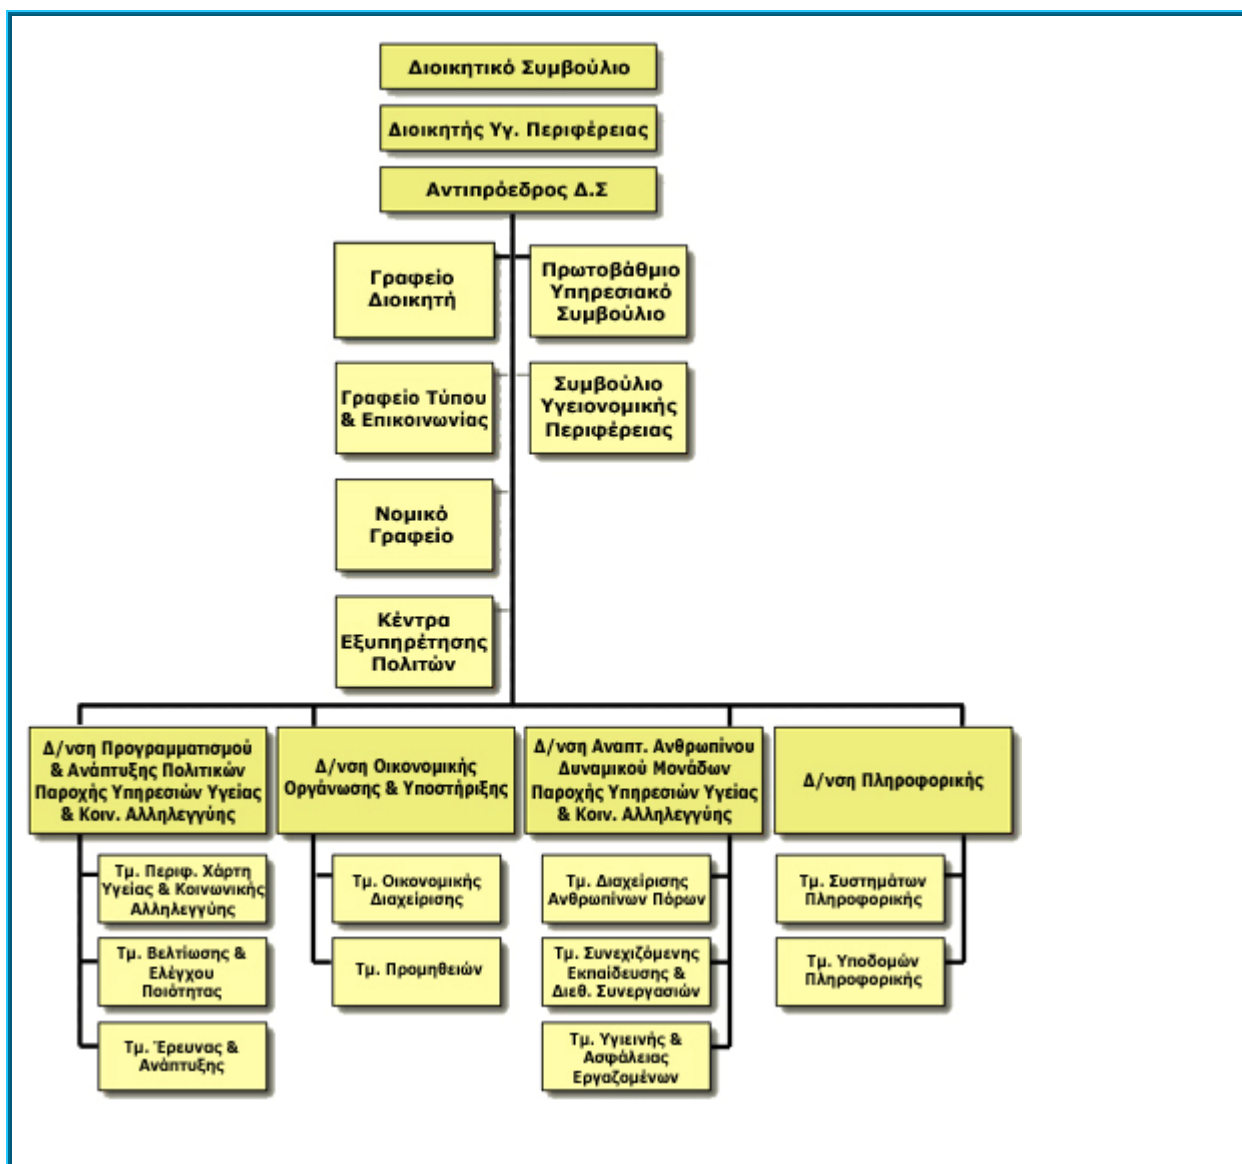 Διοικητικό Συμβούλιο
Διοικητής Υγ. Περιφέρειας
Αντιπρόεδρος Δ.Σ
Γραφείο
Διοικητή
Πρωτοβάθμιο
Υπηρεσιακό
Συμβούλιο
Γραφείο Τύπου
& Επικοινωνίας
Συμβούλιο
Υγειονομικής
Περιφέρειας
Νομικό
Γραφείο
Κέντρα
Εξυπηρέτησης
Πολιτών
Δ/νση Προγραμματισμού
& Ανάπτυξης Πολιτικών
Παροχής Υπηρεσιών Υγείας
& Κοιν. Αλληλεγγύης
Δ/νση Οικονομικής
Οργάνωσης & Υποστήριξης
Δ/νση Αναπτ. Ανθρωπίνου
Δυναμικού Μονάδων
Παροχής Υπηρεσιών Υγείας
& Κοιν. Αλληλεγγύης
Δ/νση Πληροφορικής
Τμ. Περιφ. Χάρτη
Υγείας & Κοινωνικής
Αλληλεγγύης
Τμ. Οικονομικής
Διαχείρισης
Τμ. Διαχείρισης
Ανθρωπίνων Πόρων
Τμ. Συστημάτων
Πληροφορικής
Τμ. Βελτίωσης &
Ελέγχου
Ποιότητας
Τμ. Προμηθειών
Τμ. Συνεχιζόμενης
Εκπαίδευσης &
Διεθ. Συνεργασιών
Τμ. Υποδομών
Πληροφορικής
Τμ. Έρευνας &
Ανάπτυξης
Τμ. Υγιεινής &
Ασφάλειας
Εργαζομένων